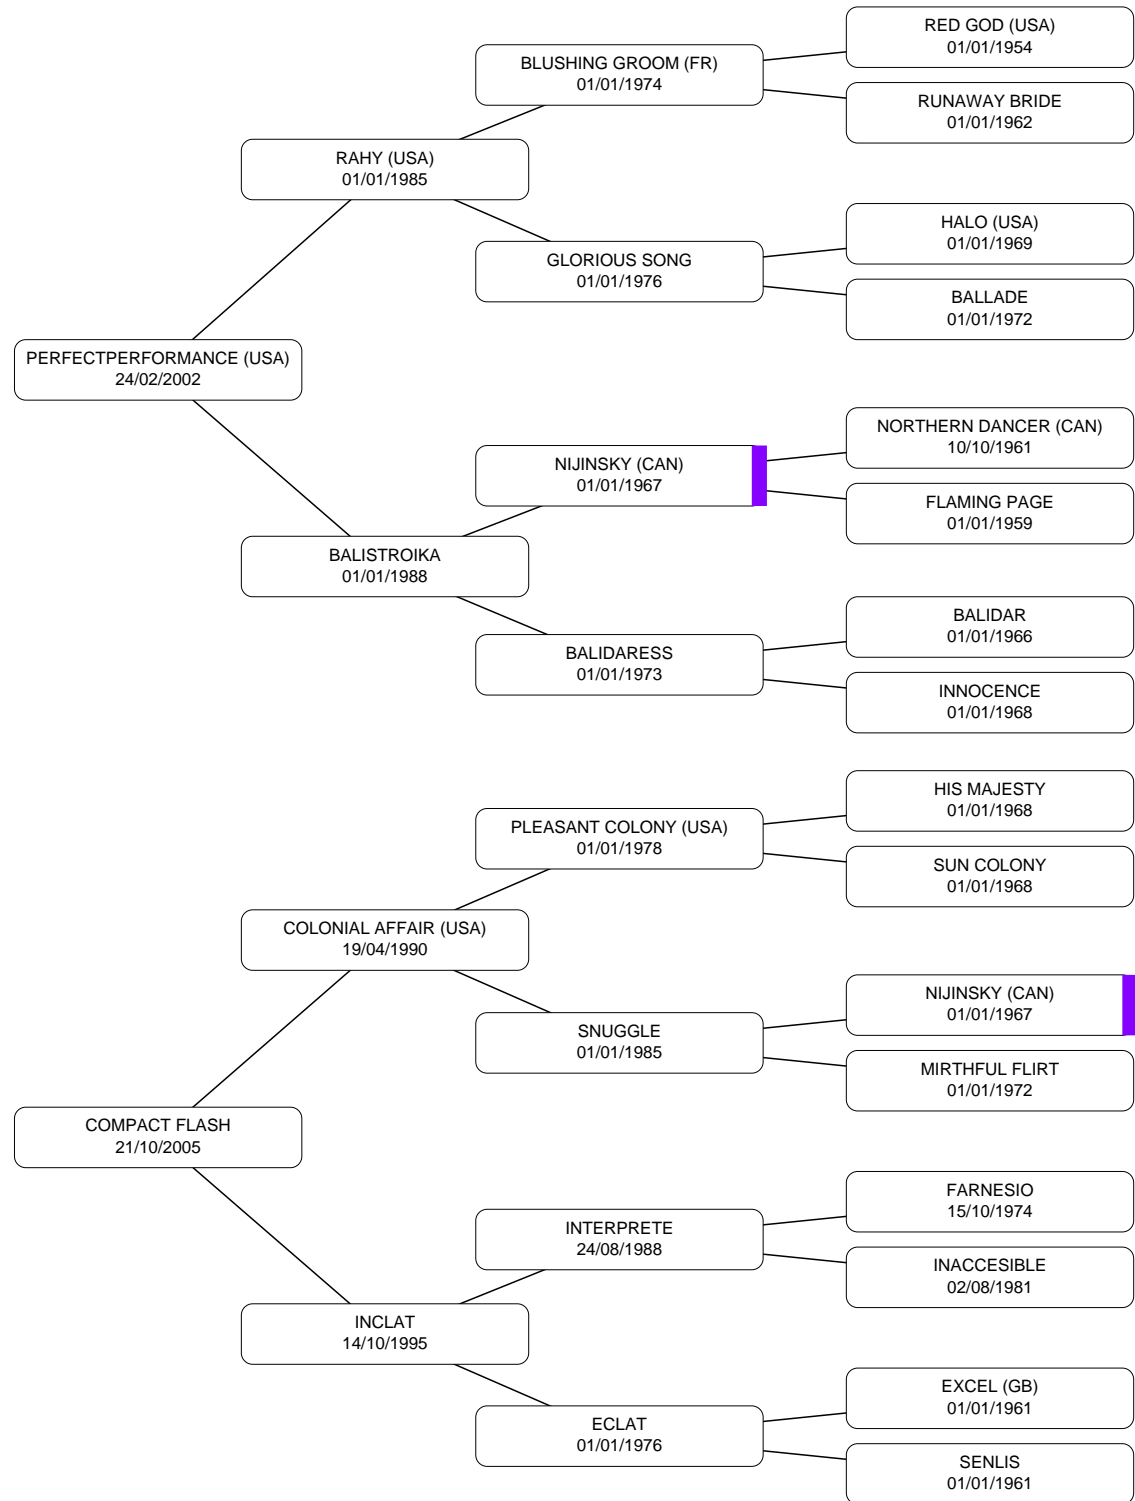 RED GOD (USA)
01/01/1954
BLUSHING GROOM (FR)
01/01/1974
RUNAWAY BRIDE
01/01/1962
RAHY (USA)
01/01/1985
HALO (USA)
01/01/1969
GLORIOUS SONG
01/01/1976
BALLADE
01/01/1972
PERFECTPERFORMANCE (USA)
24/02/2002
NORTHERN DANCER (CAN)
10/10/1961
NIJINSKY (CAN)
01/01/1967
FLAMING PAGE
01/01/1959
BALISTROIKA
01/01/1988
BALIDAR
01/01/1966
BALIDARESS
01/01/1973
INNOCENCE
01/01/1968
HIS MAJESTY
01/01/1968
PLEASANT COLONY (USA)
01/01/1978
SUN COLONY
01/01/1968
COLONIAL AFFAIR (USA)
19/04/1990
NIJINSKY (CAN)
01/01/1967
SNUGGLE
01/01/1985
MIRTHFUL FLIRT
01/01/1972
COMPACT FLASH
21/10/2005
FARNESIO
15/10/1974
INTERPRETE
24/08/1988
INACCESIBLE
02/08/1981
INCLAT
14/10/1995
EXCEL (GB)
01/01/1961
ECLAT
01/01/1976
SENLIS
01/01/1961